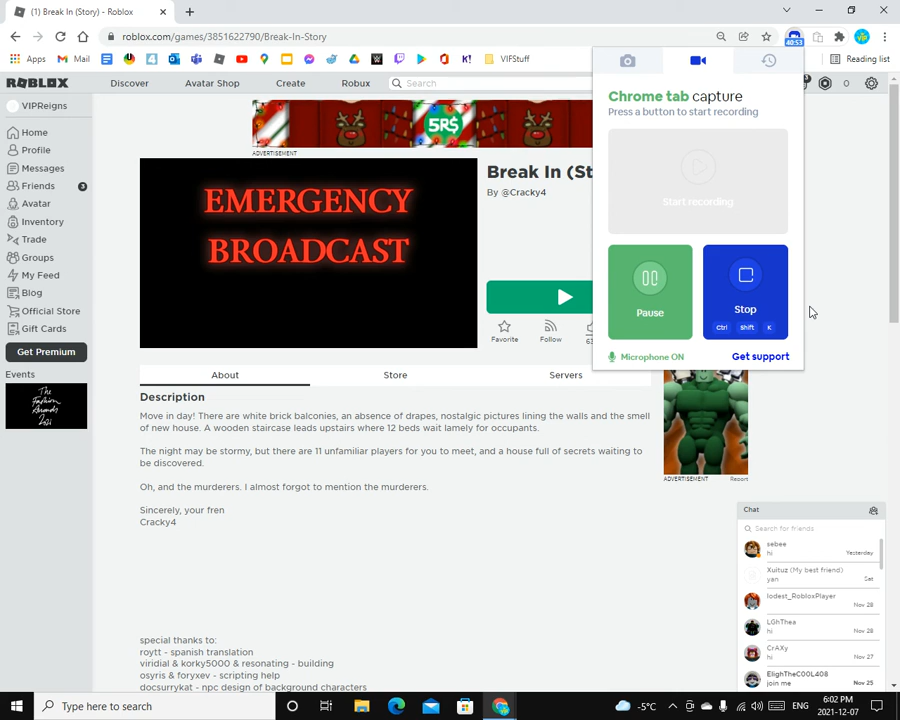 (1) Break In (Story) - Roblox
roblox.com/games/3851622790/Break-In-Story
40:53
Apps
Mail
VIFStuff
Reading list
ROBLOX
Discover
Avatar Shop
Create
Robux
Search
0
VIPReigns
Home
Profile
Messages
Friends
3
Avatar
Inventory
Trade
Groups
My Feed
Blog
Official Store
Gift Cards
Get Premium
Events
The
Fashion
Awards
2021
5R$
ADVERTISEMENT
EMERGENCY
BROADCAST
Break In (St
By @Cracky4
Favorite
Follow
Chrome tab capture
Press a button to start recording
Start recording
Pause
Stop
Ctrl
Shift
K
Microphone ON
Get support
About
Store
Servers
Description
Move in day! There are white brick balconies, an absence of drapes, nostalgic pictures lining the walls and the smell
of new house. A wooden staircase leads upstairs where 12 beds wait lamely for occupants.
The night may be stormy, but there are 11 unfamiliar players for you to meet, and a house full of secrets waiting to
be discovered.
Oh, and the murderers. I almost forgot to mention the murderers.
Sincerely, your fren
Cracky4
special thanks to:
roytt - spanish translation
viridial & korky5000 & resonating - building
osyris & foryxev - scripting help
docsurrykat - npc design of background characters
ADVERTISEMENT
Report
Chat
Search for friends
sebee
hi
Yesterday
Xuituz (My best friend)
yan
Sat
lodest_RobloxPlayer
Nov 28
LGhThea
hi
Nov 28
CrAXy
hi
Nov 27
ElighTheC00L408
join me
Nov 25
Type here to search
-5°C
ENG
6:02 PM
2021-12-07